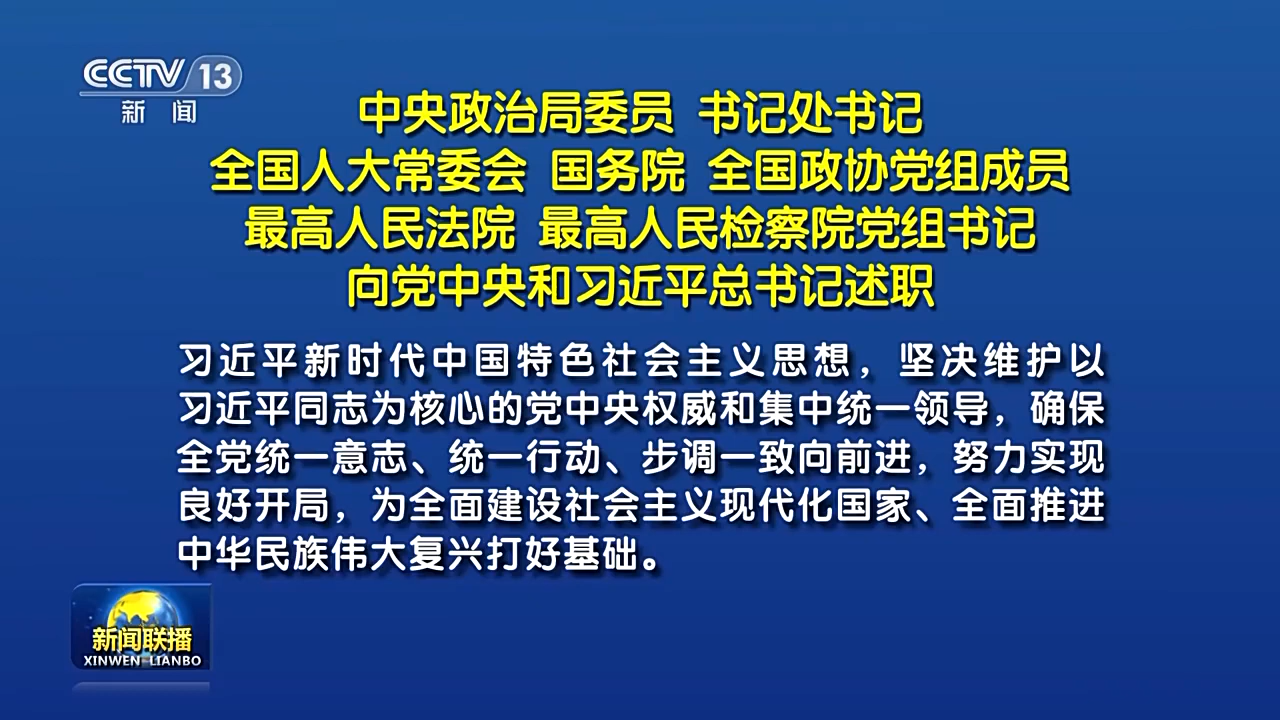 CCTV 13
新闻
中央政治局委员 书记处书记
全国人大常委会 国务院 全国政协党组成员
最高人民法院 最高人民检察院党组书记
向党中央和习近平总书记述职
习近平新时代中国特色社会主义思想，坚决维护以
习近平同志为核心的党中央权威和集中统一领导，确保
全党统一意志、统一行动、步调一致向前进，努力实现
良好开局，为全面建设社会主义现代化国家、全面推进
中华民族伟大复兴打好基础。
新闻联播
XINWEN LIANBO